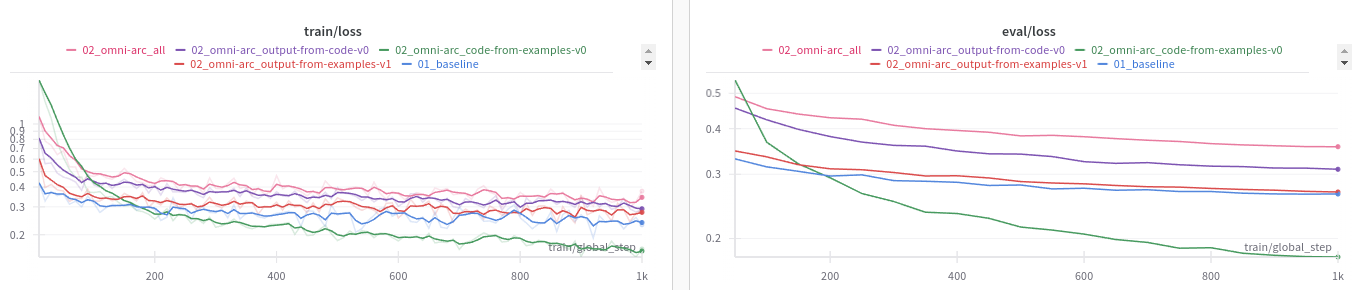 train/loss
02_omni-arc_all 02_omni-arc_output-from-code-v0 02_omni-arc_code-from-examples-v0
02_omni-arc_output-from-examples-v1 01_baseline
1
0.9
0.8
0.7
0.6
0.5
0.4
0.3
0.2
train/global_step
200 400 600 800 1k
eval/loss
02_omni-arc_all 02_omni-arc_output-from-code-v0 02_omni-arc_code-from-examples-v0
02_omni-arc_output-from-examples-v1 01_baseline
0.5
0.4
0.3
0.2
train/global_step
200 400 600 800 1k